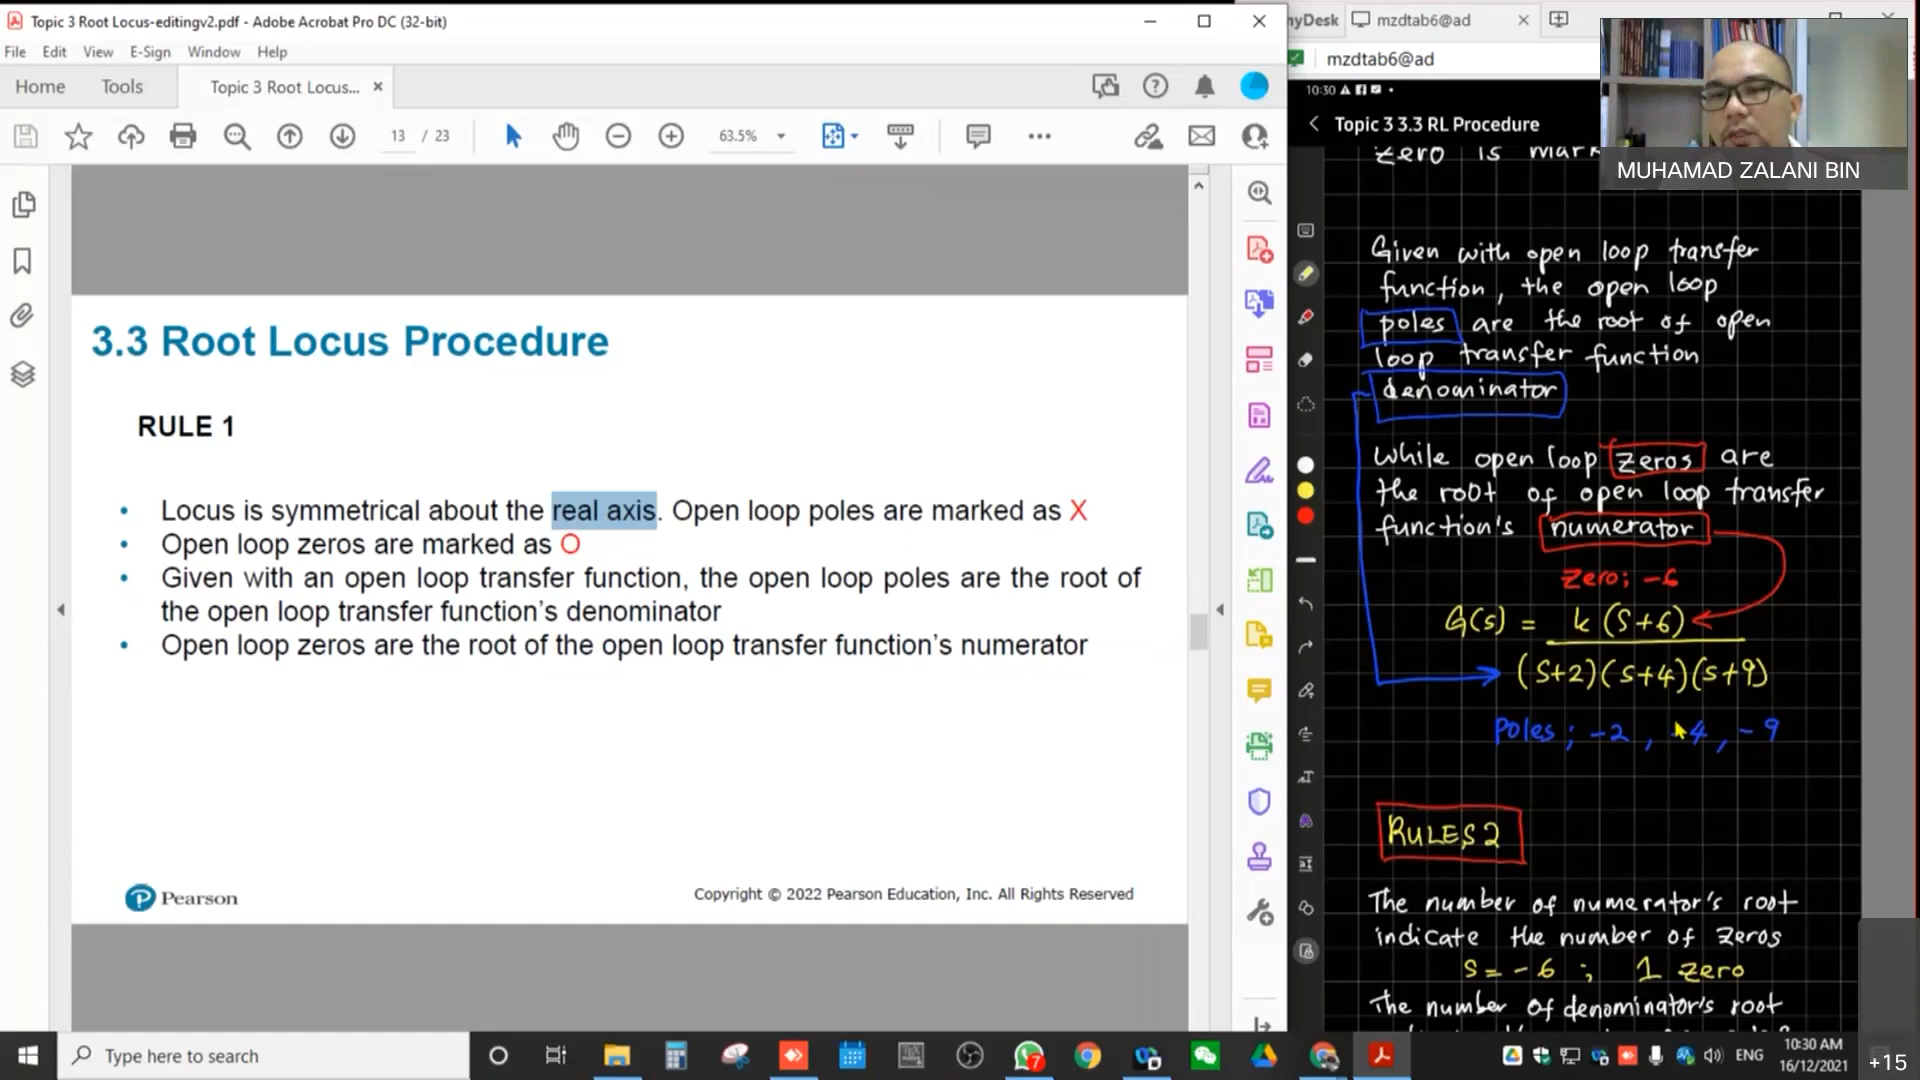 Topic 3 Root Locus-editingv2.pdf - Adobe Acrobat Pro DC (32-bit)
File Edit View E-Sign Window Help
Home Tools Topic 3 Root Locus...
13 / 23 63.5%
3.3 Root Locus Procedure
RULE 1
• Locus is symmetrical about the real axis. Open loop poles are marked as X
• Open loop zeros are marked as O
• Given with an open loop transfer function, the open loop poles are the root of
the open loop transfer function's denominator
• Open loop zeros are the root of the open loop transfer function's numerator
Pearson
Copyright © 2022 Pearson Education, Inc. All Rights Reserved
nyDesk mzdtab6@ad
mzdtab6@ad
10:30
Topic 3 3.3 RL Procedure
MUHAMAD ZALANI BIN
zero is mark
Given with open loop transfer
function, the open loop
poles are the root of open
loop transfer function
denominator
While open loop zeros are
the root of open loop transfer
function's numerator
zero; -6
G(s) = k (s+6)
(s+2)(s+4)(s+9)
poles; -2, -4, -9
RULES 2
The number of numerator's root
indicate the number of zeros
s = -6 ; 1 zero
The number of denominator's root
Type here to search
7
ENG
10:30 AM
16/12/2021
+15